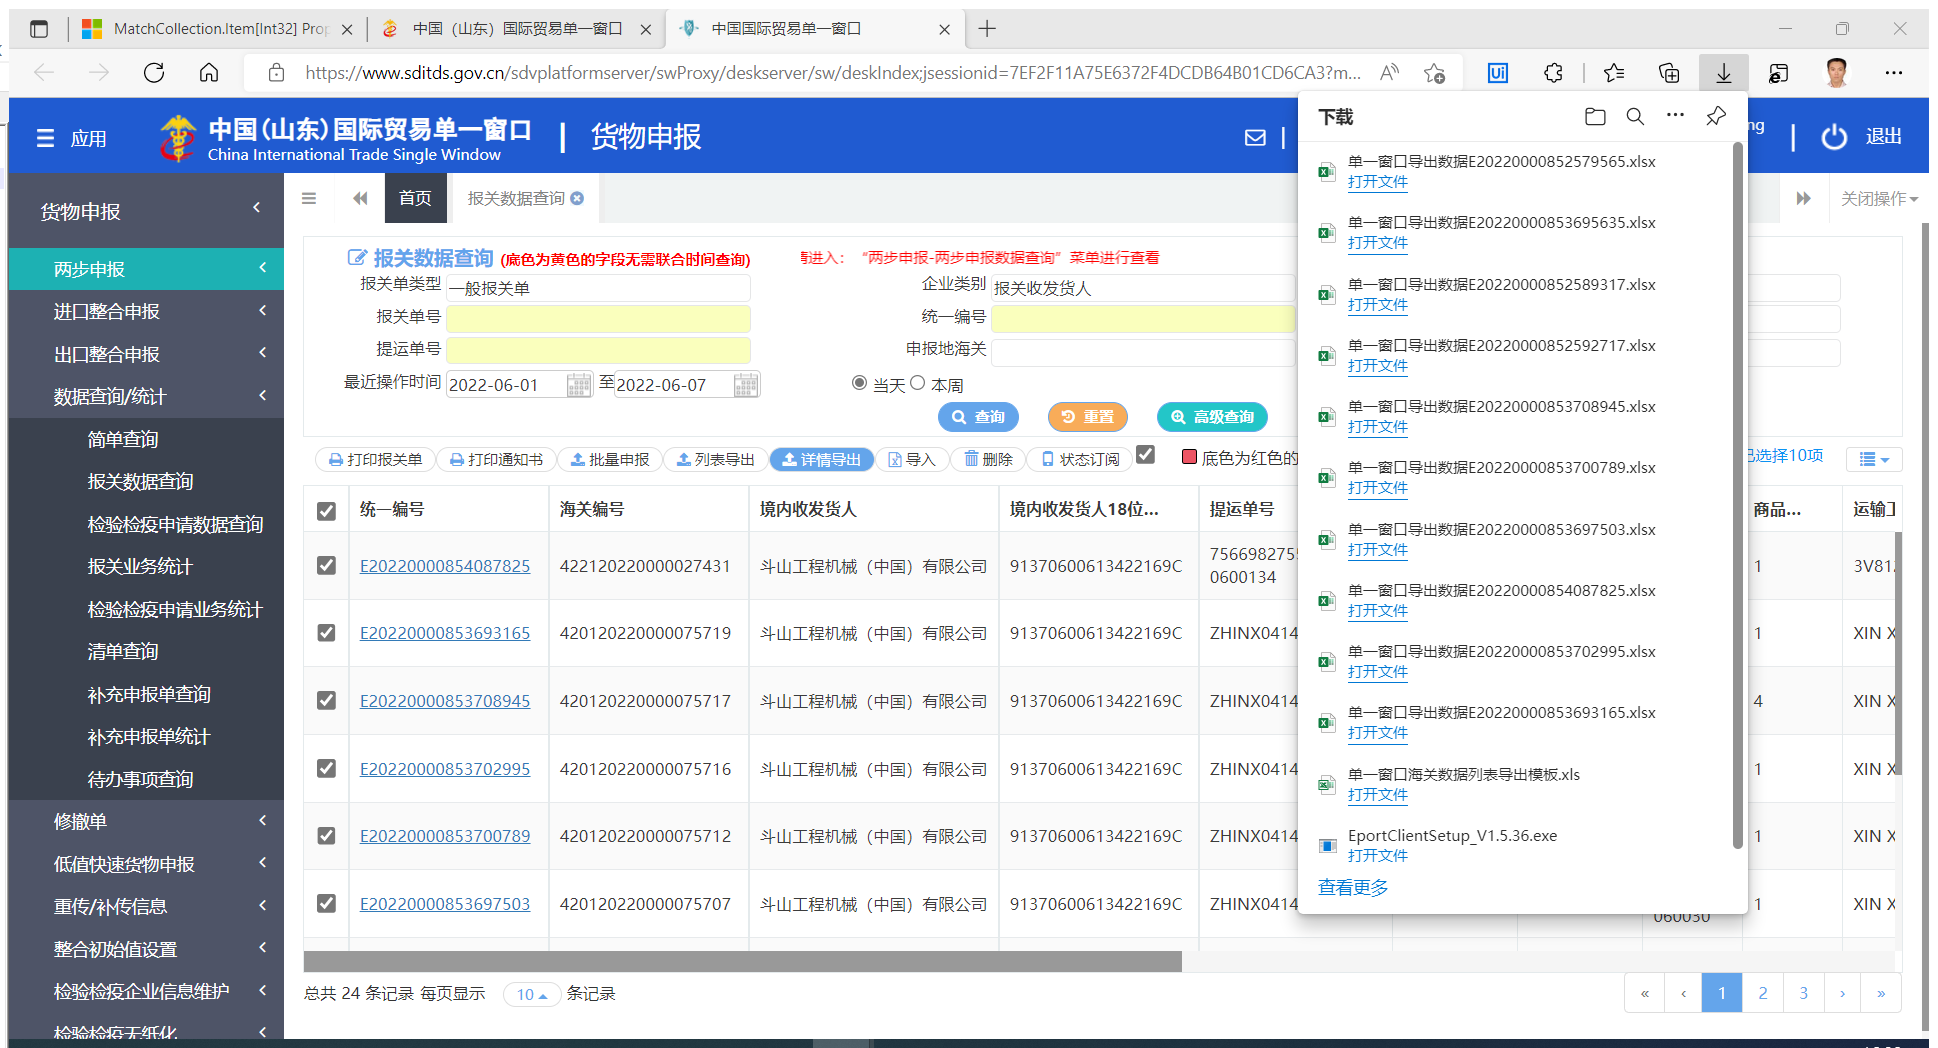 MatchCollection.Item[Int32] Prop
中国（山东）国际贸易单一窗口
中国国际贸易单一窗口
https://www.sditds.gov.cn/sdvplatformserver/swProxy/deskserver/sw/deskIndex;jsessionid=7EF2F11A75E6372F4DCDB64B01CD6CA3?m...
应用
中国(山东)国际贸易单一窗口
China International Trade Single Window
货物申报
ng
退出
货物申报
两步申报
进口整合申报
出口整合申报
数据查询/统计
简单查询
报关数据查询
检验检疫申请数据查询
报关业务统计
检验检疫申请业务统计
清单查询
补充申报单查询
补充申报单统计
待办事项查询
修撤单
低值快速货物申报
重传/补传信息
整合初始值设置
检验检疫企业信息维护
检验检疫无纸化
首页
报关数据查询
关闭操作
报关数据查询 (底色为黄色的字段无需联合时间查询)
请进入：“两步申报-两步申报数据查询”菜单进行查看
报关单类型 一般报关单
企业类别 报关收发货人
报关单号
统一编号
提运单号
申报地海关
最近操作时间 2022-06-01 至 2022-06-07
当天 本周
查询 重置 高级查询
打印报关单 打印通知书 批量申报 列表导出 详情导出 导入 删除 状态订阅
底色为红色的
已选择10项
统一编号 海关编号 境内收发货人 境内收发货人18位... 提运单号 商品... 运输工
E20220000854087825 422120220000027431 斗山工程机械（中国）有限公司 91370600613422169C 756698275
0600134 1 3V81
E20220000853693165 420120220000075719 斗山工程机械（中国）有限公司 91370600613422169C ZHINX0414 1 XIN X
E20220000853708945 420120220000075717 斗山工程机械（中国）有限公司 91370600613422169C ZHINX0414 4 XIN X
E20220000853702995 420120220000075716 斗山工程机械（中国）有限公司 91370600613422169C ZHINX0414 1 XIN X
E20220000853700789 420120220000075712 斗山工程机械（中国）有限公司 91370600613422169C ZHINX0414 1 XIN X
E20220000853697503 420120220000075707 斗山工程机械（中国）有限公司 91370600613422169C ZHINX0414 060030 1 XIN X
总共 24 条记录 每页显示 10 条记录
« ‹ 1 2 3 › »
下载
单一窗口导出数据E20220000852579565.xlsx
打开文件
单一窗口导出数据E20220000853695635.xlsx
打开文件
单一窗口导出数据E20220000852589317.xlsx
打开文件
单一窗口导出数据E20220000852592717.xlsx
打开文件
单一窗口导出数据E20220000853708945.xlsx
打开文件
单一窗口导出数据E20220000853700789.xlsx
打开文件
单一窗口导出数据E20220000853697503.xlsx
打开文件
单一窗口导出数据E20220000854087825.xlsx
打开文件
单一窗口导出数据E20220000853702995.xlsx
打开文件
单一窗口导出数据E20220000853693165.xlsx
打开文件
单一窗口海关数据列表导出模板.xls
打开文件
EportClientSetup_V1.5.36.exe
打开文件
查看更多